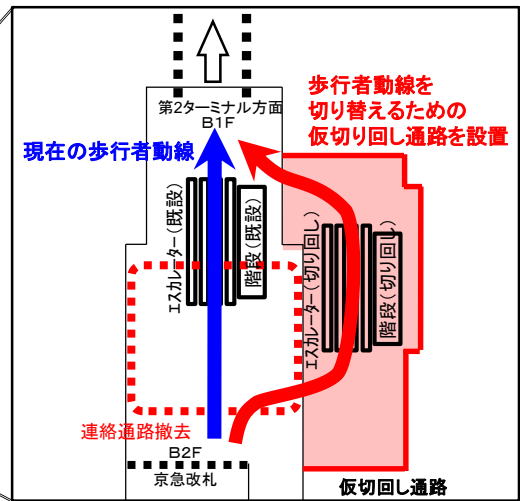 歩行者動線を
切り替えるための
仮切り回し通路を設置
第2ターミナル方面
B1F
現在の歩行者動線
エスカレーター(既設)
階段(既設)
エスカレーター(切り回し)
階段(切り回し)
連絡通路撤去
B2F
京急改札
仮切回し通路